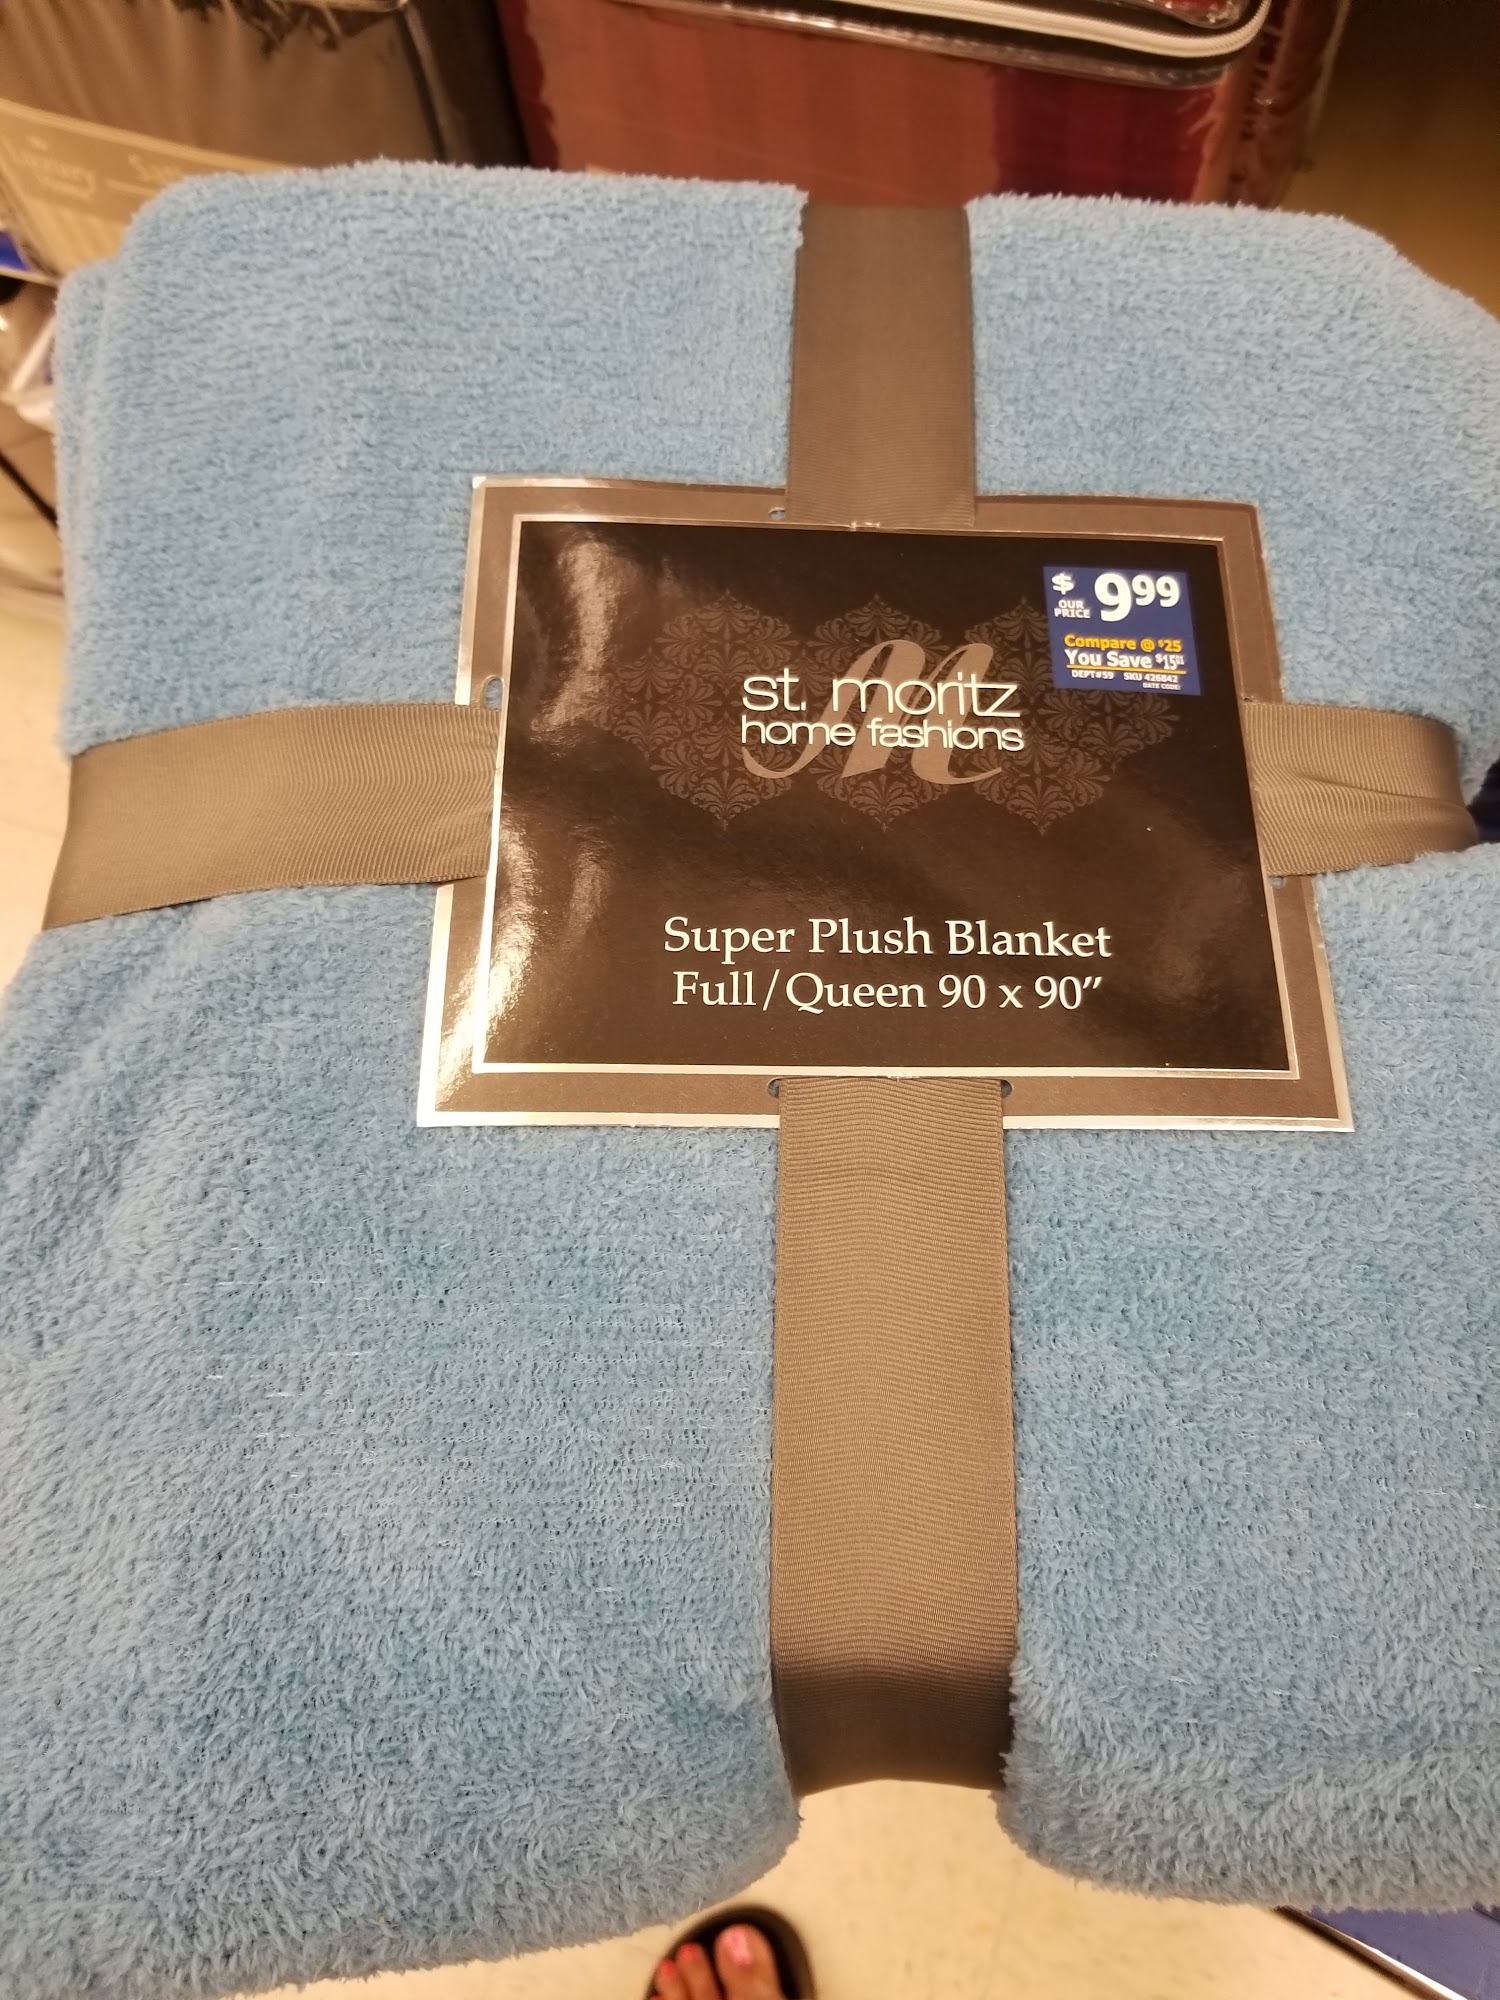 $ 9.99
OUR
PRICE
Compare @ $25
You Save $15.01
DEPT#59 SKU 426842
DATE CODE:
M
st. moritz
home fashions
Super Plush Blanket
Full/Queen 90 x 90”